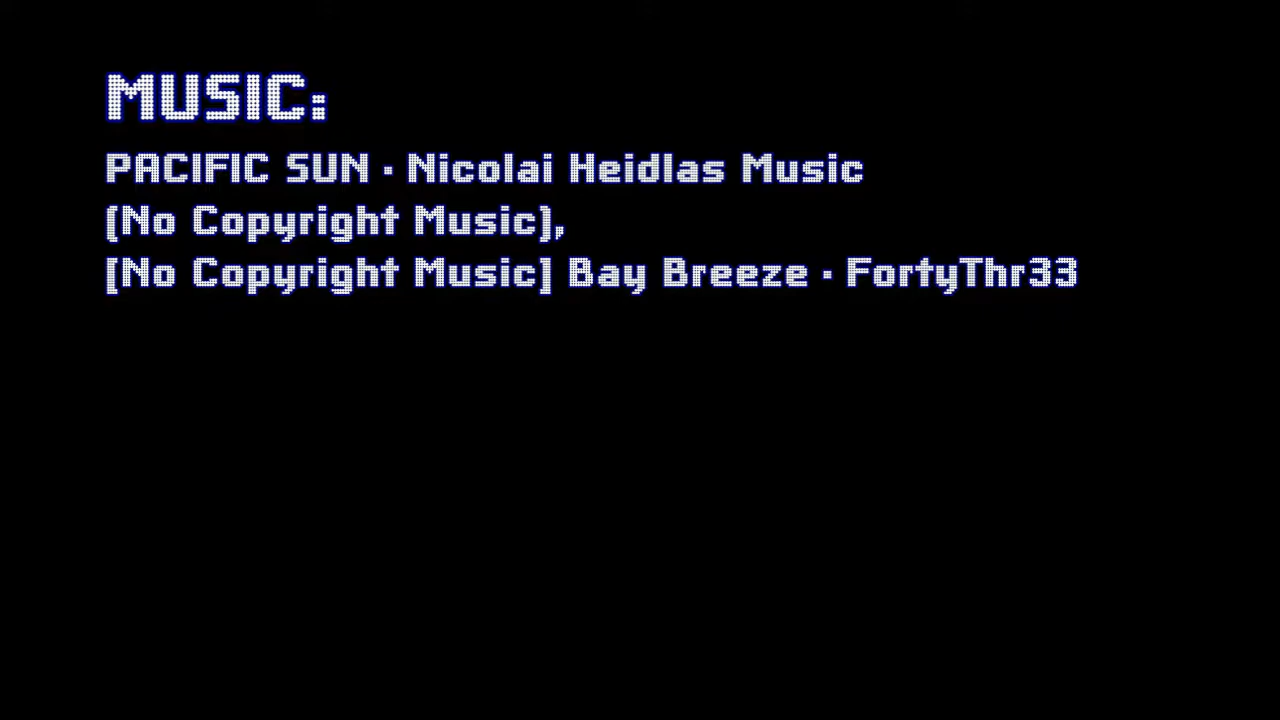 MUSIC:
PACIFIC SUN - Nicolai Heidlas Music
[No Copyright Music],
[No Copyright Music] Bay Breeze - FortyThr33